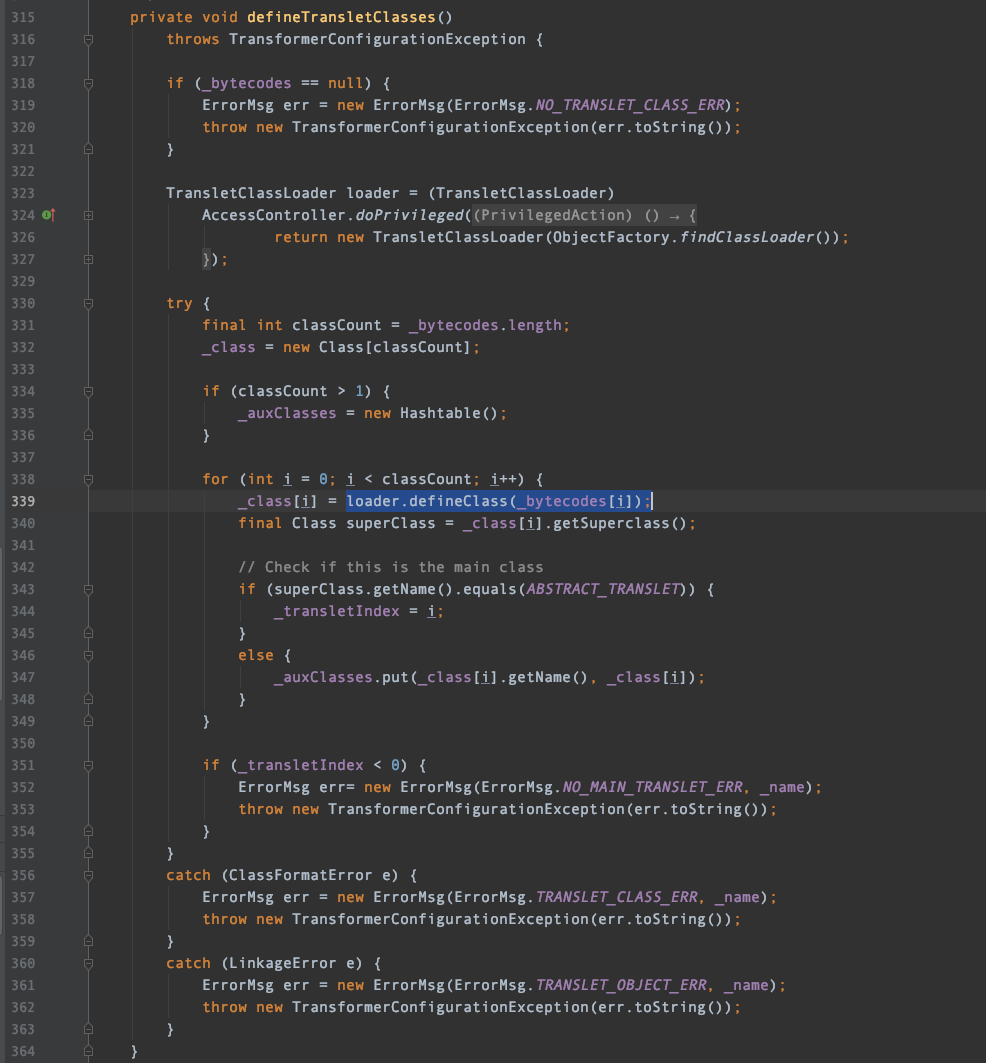 315 private void defineTransletClasses()
316 throws TransformerConfigurationException {
317
318 if (_bytecodes == null) {
319 ErrorMsg err = new ErrorMsg(ErrorMsg.NO_TRANSLET_CLASS_ERR);
320 throw new TransformerConfigurationException(err.toString());
321 }
322
323 TransletClassLoader loader = (TransletClassLoader)
324 AccessController.doPrivileged((PrivilegedAction) () → {
326 return new TransletClassLoader(ObjectFactory.findClassLoader());
327 });
329
330 try {
331 final int classCount = _bytecodes.length;
332 _class = new Class[classCount];
333
334 if (classCount > 1) {
335 _auxClasses = new Hashtable();
336 }
337
338 for (int i = 0; i < classCount; i++) {
339 _class[i] = loader.defineClass(_bytecodes[i]);
340 final Class superClass = _class[i].getSuperclass();
341
342 // Check if this is the main class
343 if (superClass.getName().equals(ABSTRACT_TRANSLET)) {
344 _transletIndex = i;
345 }
346 else {
347 _auxClasses.put(_class[i].getName(), _class[i]);
348 }
349 }
350
351 if (_transletIndex < 0) {
352 ErrorMsg err= new ErrorMsg(ErrorMsg.NO_MAIN_TRANSLET_ERR, _name);
353 throw new TransformerConfigurationException(err.toString());
354 }
355 }
356 catch (ClassFormatError e) {
357 ErrorMsg err = new ErrorMsg(ErrorMsg.TRANSLET_CLASS_ERR, _name);
358 throw new TransformerConfigurationException(err.toString());
359 }
360 catch (LinkageError e) {
361 ErrorMsg err = new ErrorMsg(ErrorMsg.TRANSLET_OBJECT_ERR, _name);
362 throw new TransformerConfigurationException(err.toString());
363 }
364 }